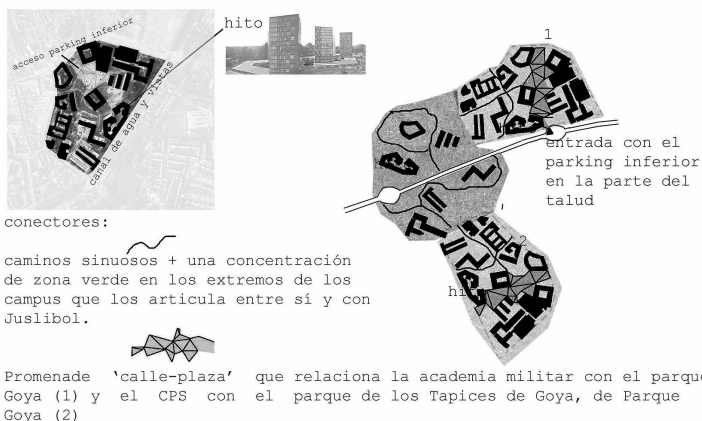 acceso parking inferior
hito
canal de agua y vistas
1
entrada con el
parking inferior
en la parte del
talud
2
hito
conectores:
caminos sinuosos + una concentración
de zona verde en los extremos de los
campus que los articula entre sí y con
Juslibol.
Promenade 'calle-plaza' que relaciona la academia militar con el parque
Goya (1) y el CPS con el parque de los Tapices de Goya, de Parque
Goya (2)